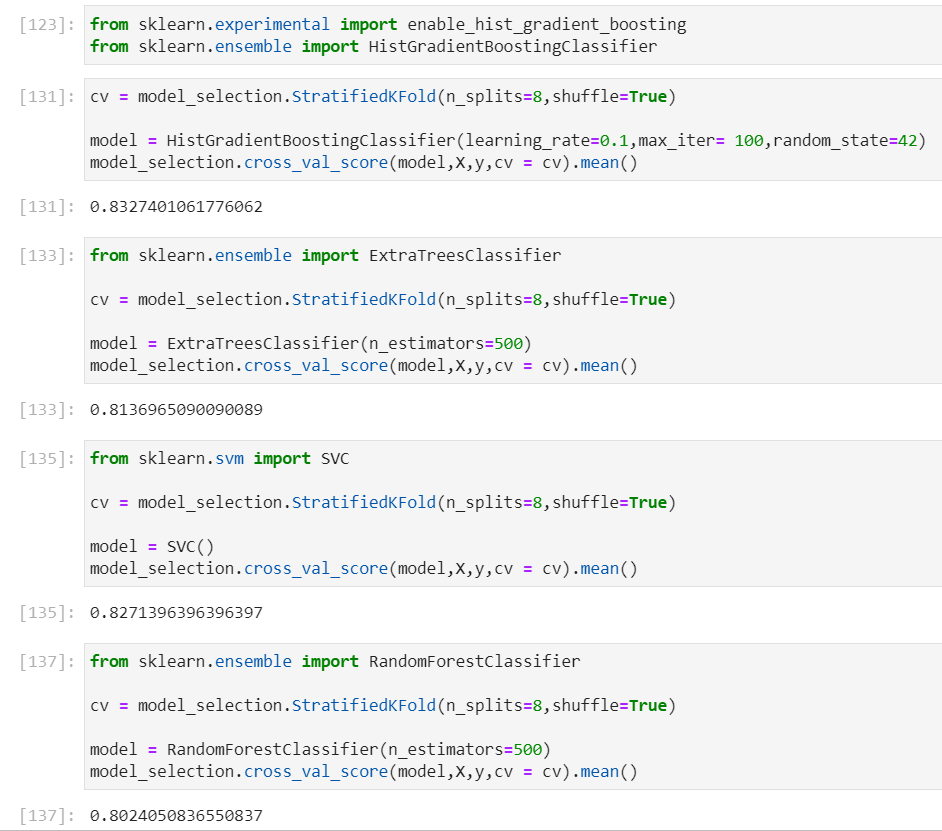 [123]: from sklearn.experimental import enable_hist_gradient_boosting
from sklearn.ensemble import HistGradientBoostingClassifier
[131]: cv = model_selection.StratifiedKFold(n_splits=8,shuffle=True)
model = HistGradientBoostingClassifier(learning_rate=0.1,max_iter= 100,random_state=42)
model_selection.cross_val_score(model,X,y,cv = cv).mean()
[131]: 0.8327401061776062
[133]: from sklearn.ensemble import ExtraTreesClassifier
cv = model_selection.StratifiedKFold(n_splits=8,shuffle=True)
model = ExtraTreesClassifier(n_estimators=500)
model_selection.cross_val_score(model,X,y,cv = cv).mean()
[133]: 0.8136965090090089
[135]: from sklearn.svm import SVC
cv = model_selection.StratifiedKFold(n_splits=8,shuffle=True)
model = SVC()
model_selection.cross_val_score(model,X,y,cv = cv).mean()
[135]: 0.8271396396396397
[137]: from sklearn.ensemble import RandomForestClassifier
cv = model_selection.StratifiedKFold(n_splits=8,shuffle=True)
model = RandomForestClassifier(n_estimators=500)
model_selection.cross_val_score(model,X,y,cv = cv).mean()
[137]: 0.8024050836550837